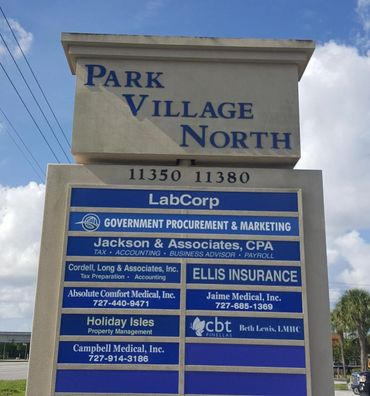 PARK
VILLAGE
NORTH
11350 11380
LabCorp
GOVERNMENT PROCUREMENT & MARKETING
Jackson & Associates, CPA
TAX • ACCOUNTING • BUSINESS ADVISOR • PAYROLL
Cordell, Long & Associates, Inc.
Tax Preparation • Accounting
ELLIS INSURANCE
Absolute Comfort Medical, Inc.
727-440-9471
Jaime Medical, Inc.
727-685-1369
Holiday Isles
Property Management
cbt
PINELLAS
Beth Lewis, LMHC
Campbell Medical, Inc.
727-914-3186